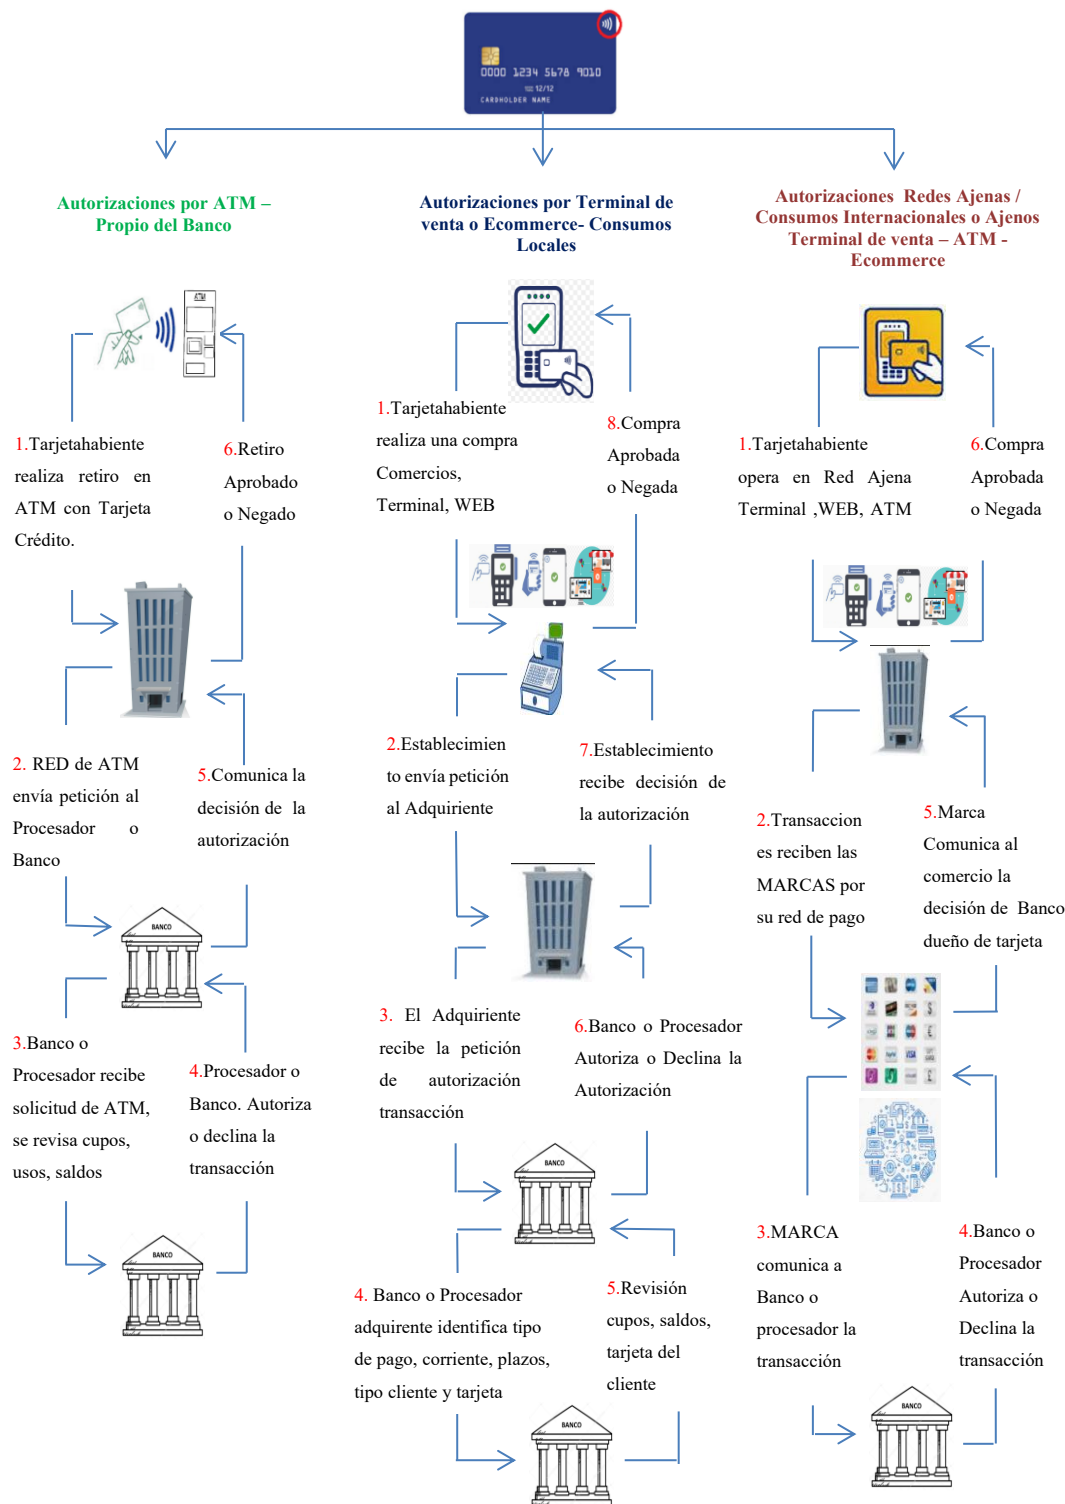 0000 1234 5678 9010
12/12
CARDHOLDER NAME
Autorizaciones por ATM –
Propio del Banco
ATM
1.Tarjetahabiente
realiza retiro en
ATM con Tarjeta
Crédito.
6.Retiro
Aprobado
o Negado
2. RED de ATM
envía petición al
Procesador o
Banco
5.Comunica la
decisión de la
autorización
BANCO
3.Banco o
Procesador recibe
solicitud de ATM,
se revisa cupos,
usos, saldos
4.Procesador o
Banco. Autoriza
o declina la
transacción
BANCO
Autorizaciones por Terminal de
venta o Ecommerce- Consumos
Locales
1.Tarjetahabiente
realiza una compra
Comercios,
Terminal, WEB
8.Compra
Aprobada
o Negada
2.Establecimien
to envía petición
al Adquiriente
7.Establecimiento
recibe decisión de
la autorización
3. El Adquiriente
recibe la petición
de autorización
transacción
6.Banco o Procesador
Autoriza o Declina la
Autorización
BANCO
4. Banco o Procesador
adquirente identifica tipo
de pago, corriente, plazos,
tipo cliente y tarjeta
5.Revisión
cupos, saldos,
tarjeta del
cliente
BANCO
Autorizaciones Redes Ajenas /
Consumos Internacionales o Ajenos
Terminal de venta – ATM -
Ecommerce
1.Tarjetahabiente
opera en Red Ajena
Terminal ,WEB, ATM
6.Compra
Aprobada
o Negada
2.Transaccion
es reciben las
MARCAS por
su red de pago
5.Marca
Comunica al
comercio la
decisión de Banco
dueño de tarjeta
VISA
3.MARCA
comunica a
Banco o
procesador la
transacción
4.Banco o
Procesador
Autoriza o
Declina la
transacción
BANCO